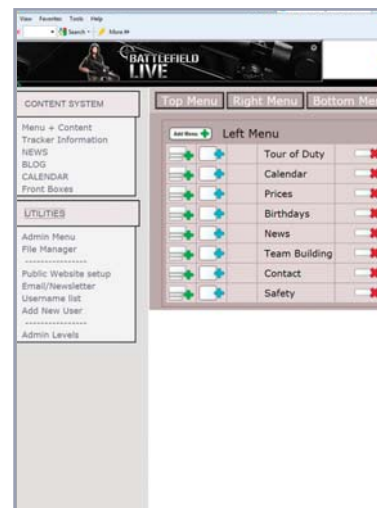 View Favorites Tools Help
Search
More »
BATTLEFIELD
LIVE
CONTENT SYSTEM
Menu + Content
Tracker Information
NEWS
BLOG
CALENDAR
Front Boxes
UTILITIES
Admin Menu
File Manager
----------------
Public Website setup
Email/Newsletter
Username list
Add New User
----------------
Admin Levels
Top Menu Right Menu Bottom Men
Add Menu Left Menu
Tour of Duty
Calendar
Prices
Birthdays
News
Team Building
Contact
Safety